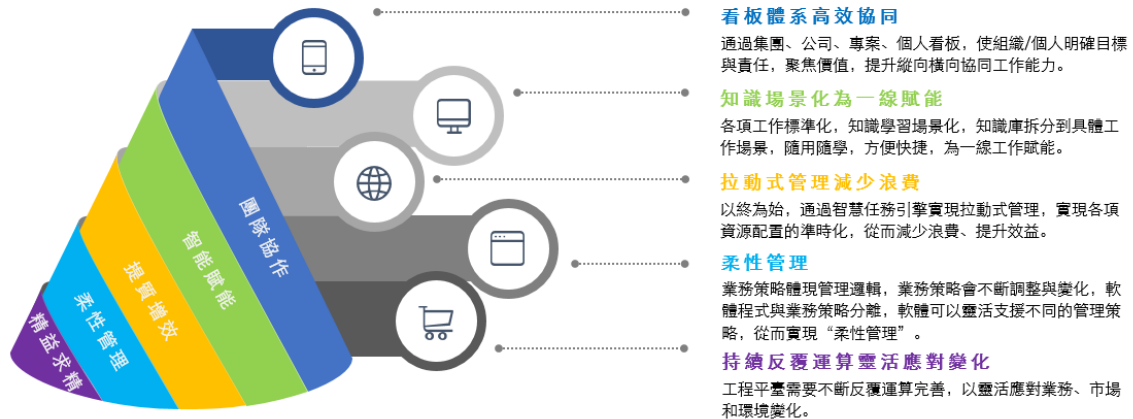 看板體系高效協同
通過集團、公司、專案、個人看板，使組織/個人明確目標
與責任，聚焦價值，提升縱向橫向協同工作能力。
知識場景化為一線賦能
各項工作標準化，知識學習場景化，知識庫拆分到具體工
作場景，隨用隨學，方便快捷，為一線工作賦能。
拉動式管理減少浪費
以終為始，通過智慧任務引擎實現拉動式管理，實現各項
資源配置的準時化，從而減少浪費、提升效益。
柔性管理
業務策略體現管理邏輯，業務策略會不斷調整與變化，軟
體程式與業務策略分離，軟體可以靈活支援不同的管理策
略，從而實現“柔性管理”。
持續反覆運算靈活應對變化
工程平臺需要不斷反覆運算完善，以靈活應對業務、市場
和環境變化。
團隊協作
智能賦能
提質增效
柔性管理
精益求精